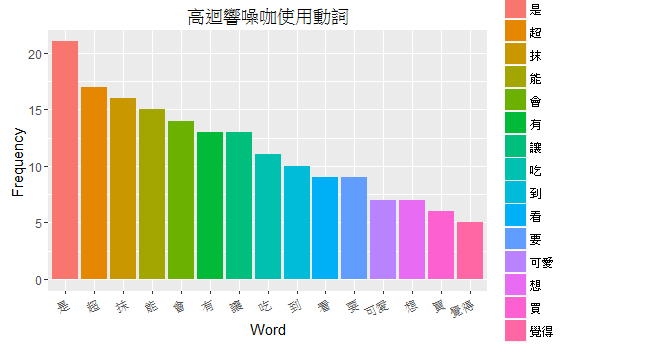 高迴響噪咖使用動詞
Frequency
20
15
10
5
0
是 超 抹 能 會 有 讓 吃 到 看 要 可愛 想 買 覺得
Word
是
超
抹
能
會
有
讓
吃
到
看
要
可愛
想
買
覺得